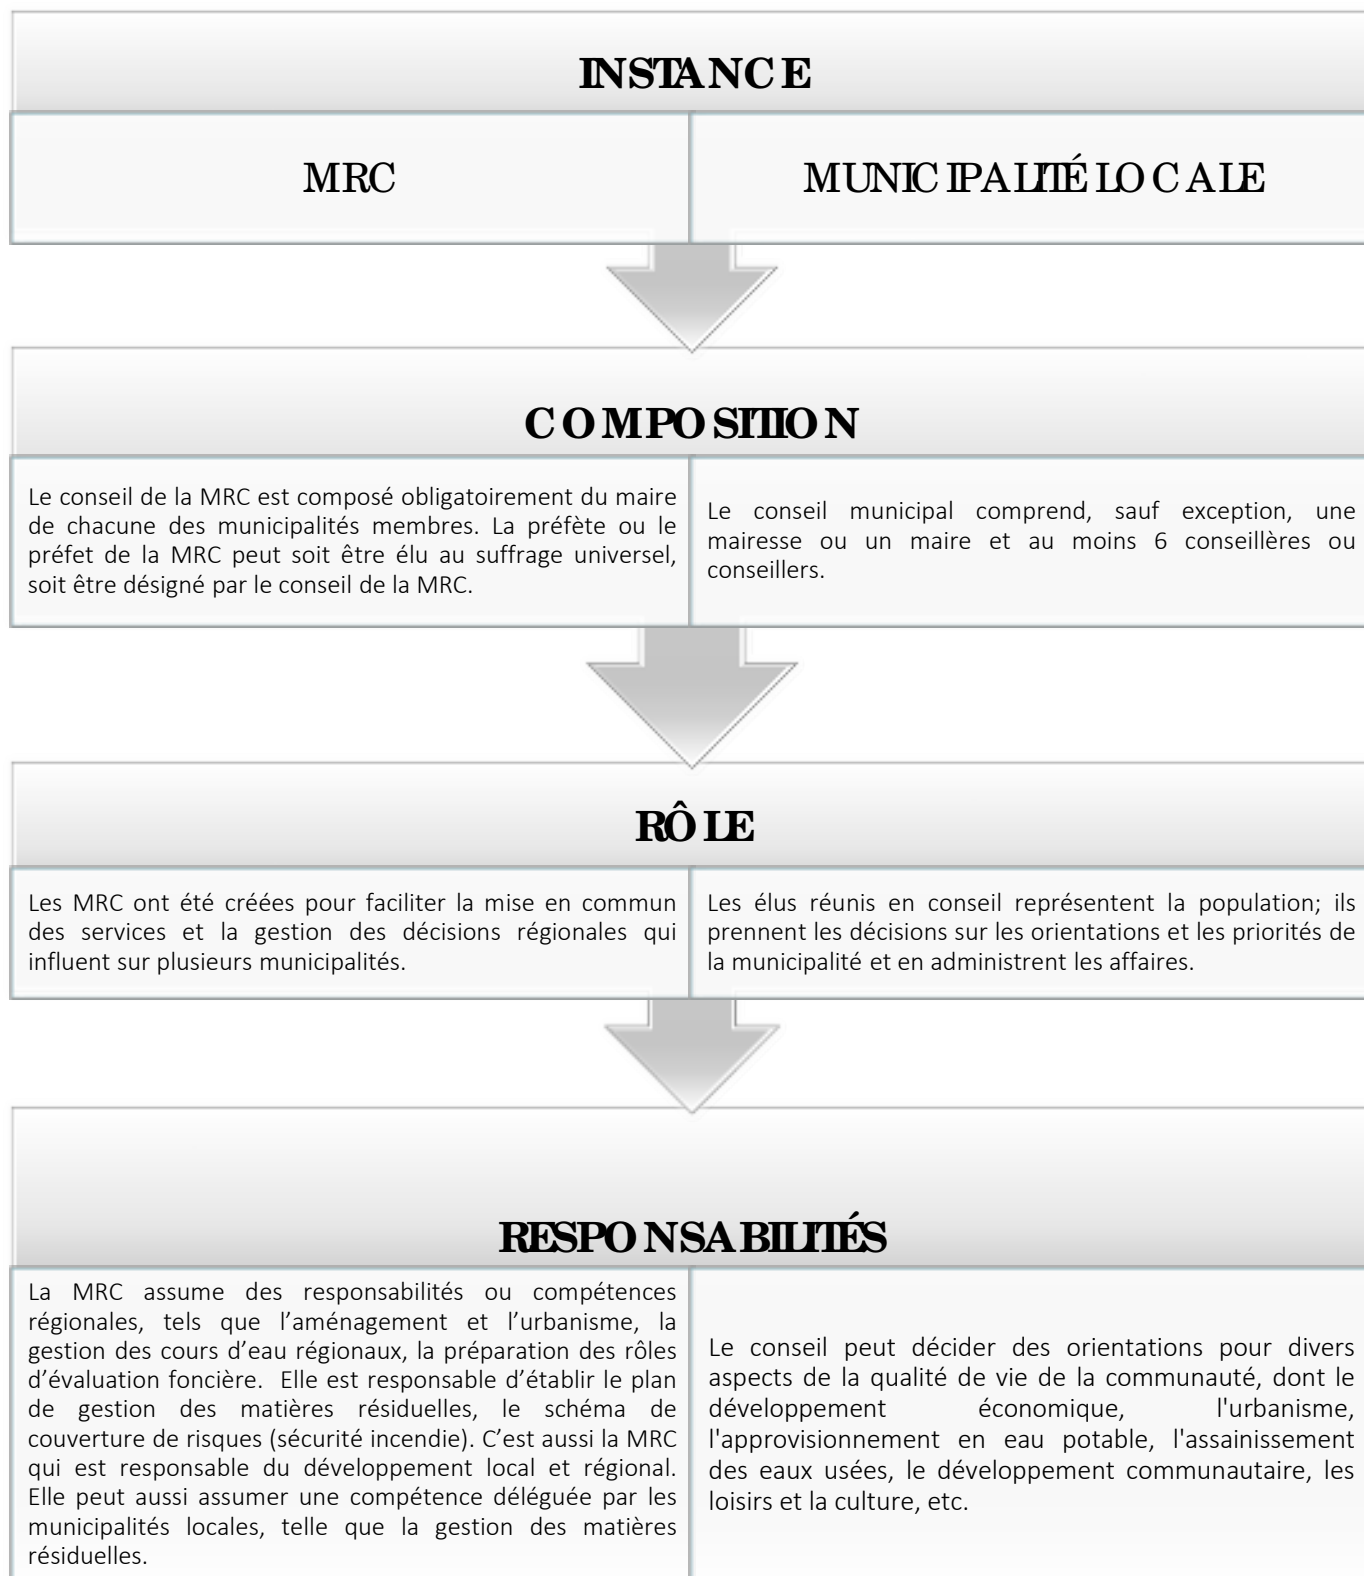 INSTANCE
MRC
MUNICIPALITÉ LOCALE
COMPOSITION
Le conseil de la MRC est composé obligatoirement du maire
de chacune des municipalités membres. La préfète ou le
préfet de la MRC peut soit être élu au suffrage universel,
soit être désigné par le conseil de la MRC.
Le conseil municipal comprend, sauf exception, une
mairesse ou un maire et au moins 6 conseillères ou
conseillers.
RÔLE
Les MRC ont été créées pour faciliter la mise en commun
des services et la gestion des décisions régionales qui
influent sur plusieurs municipalités.
Les élus réunis en conseil représentent la population; ils
prennent les décisions sur les orientations et les priorités de
la municipalité et en administrent les affaires.
RESPONSABILITÉS
La MRC assume des responsabilités ou compétences
régionales, tels que l’aménagement et l’urbanisme, la
gestion des cours d’eau régionaux, la préparation des rôles
d’évaluation foncière. Elle est responsable d’établir le plan
de gestion des matières résiduelles, le schéma de
couverture de risques (sécurité incendie). C’est aussi la MRC
qui est responsable du développement local et régional.
Elle peut aussi assumer une compétence déléguée par les
municipalités locales, telle que la gestion des matières
résiduelles.
Le conseil peut décider des orientations pour divers
aspects de la qualité de vie de la communauté, dont le
développement économique, l'urbanisme,
l'approvisionnement en eau potable, l'assainissement
des eaux usées, le développement communautaire, les
loisirs et la culture, etc.